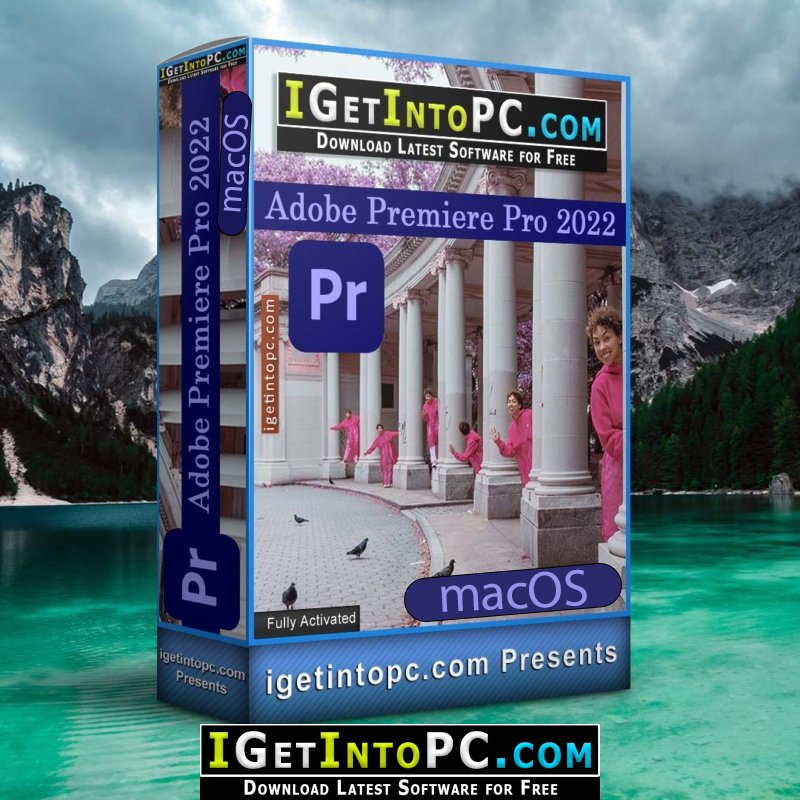 IGETINTOPC.COM
DOWNLOAD LATEST SOFTWARE FOR FREE
Adobe Premiere Pro 2022
macOS
Pr
IGETINTOPC.COM
DOWNLOAD LATEST SOFTWARE FOR FREE
Adobe Premiere Pro 2022
Pr
igetintopc.com
Fully Activated
macOS
igetintopc.com
Presents
igetintopc.com Presents
IGETINTOPC.COM
DOWNLOAD LATEST SOFTWARE FOR FREE